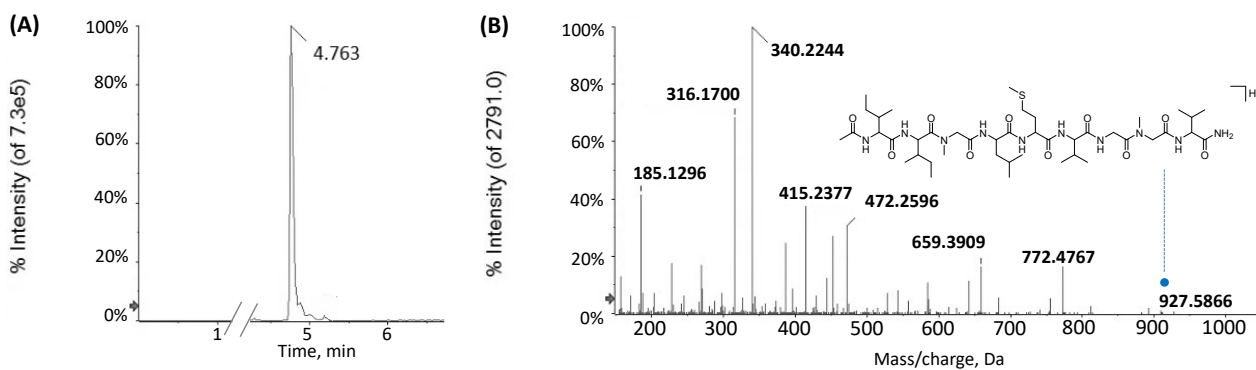 (A)
% Intensity (of 7.3e5)
100%
80%
60%
40%
20%
0%
4.763
1
5
6
Time, min
(B)
% Intensity (of 2791.0)
100%
80%
60%
40%
20%
0%
340.2244
316.1700
185.1296
415.2377
472.2596
659.3909
772.4767
927.5866
O H N O N O H N O S H N O N H O H N O N O H N O NH2
H
200 300 400 500 600 700 800 900 1000
Mass/charge, Da